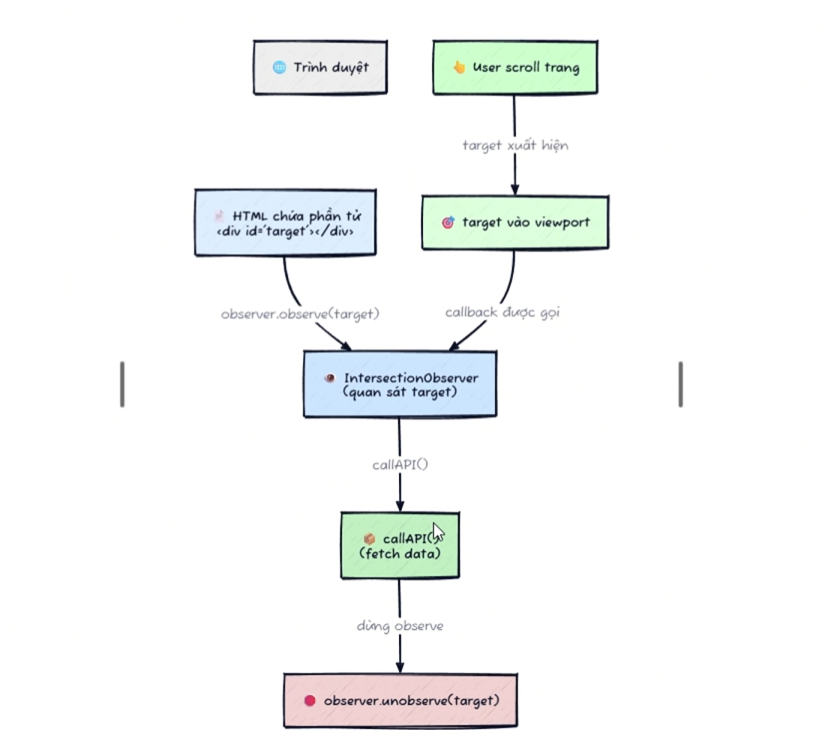 Trình duyệt
User scroll trang
target xuất hiện
HTML chứa phần tử
<div id='target'></div>
target vào viewport
observer.observe(target)
callback được gọi
IntersectionObserver
(quan sát target)
callAPI()
callAPI()
(fetch data)
dừng observe
observer.unobserve(target)